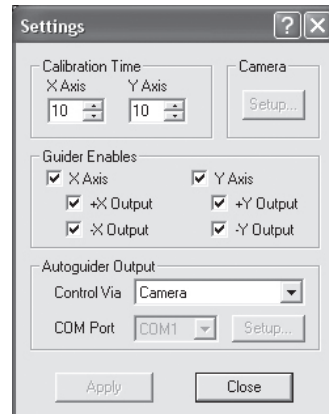 Settings
Calibration Time
X Axis Y Axis
10 10
Camera
Setup...
Guider Enables
X Axis Y Axis
+X Output +Y Output
-X Output -Y Output
Autoguider Output
Control Via Camera
COM Port COM1 Setup...
Apply Close